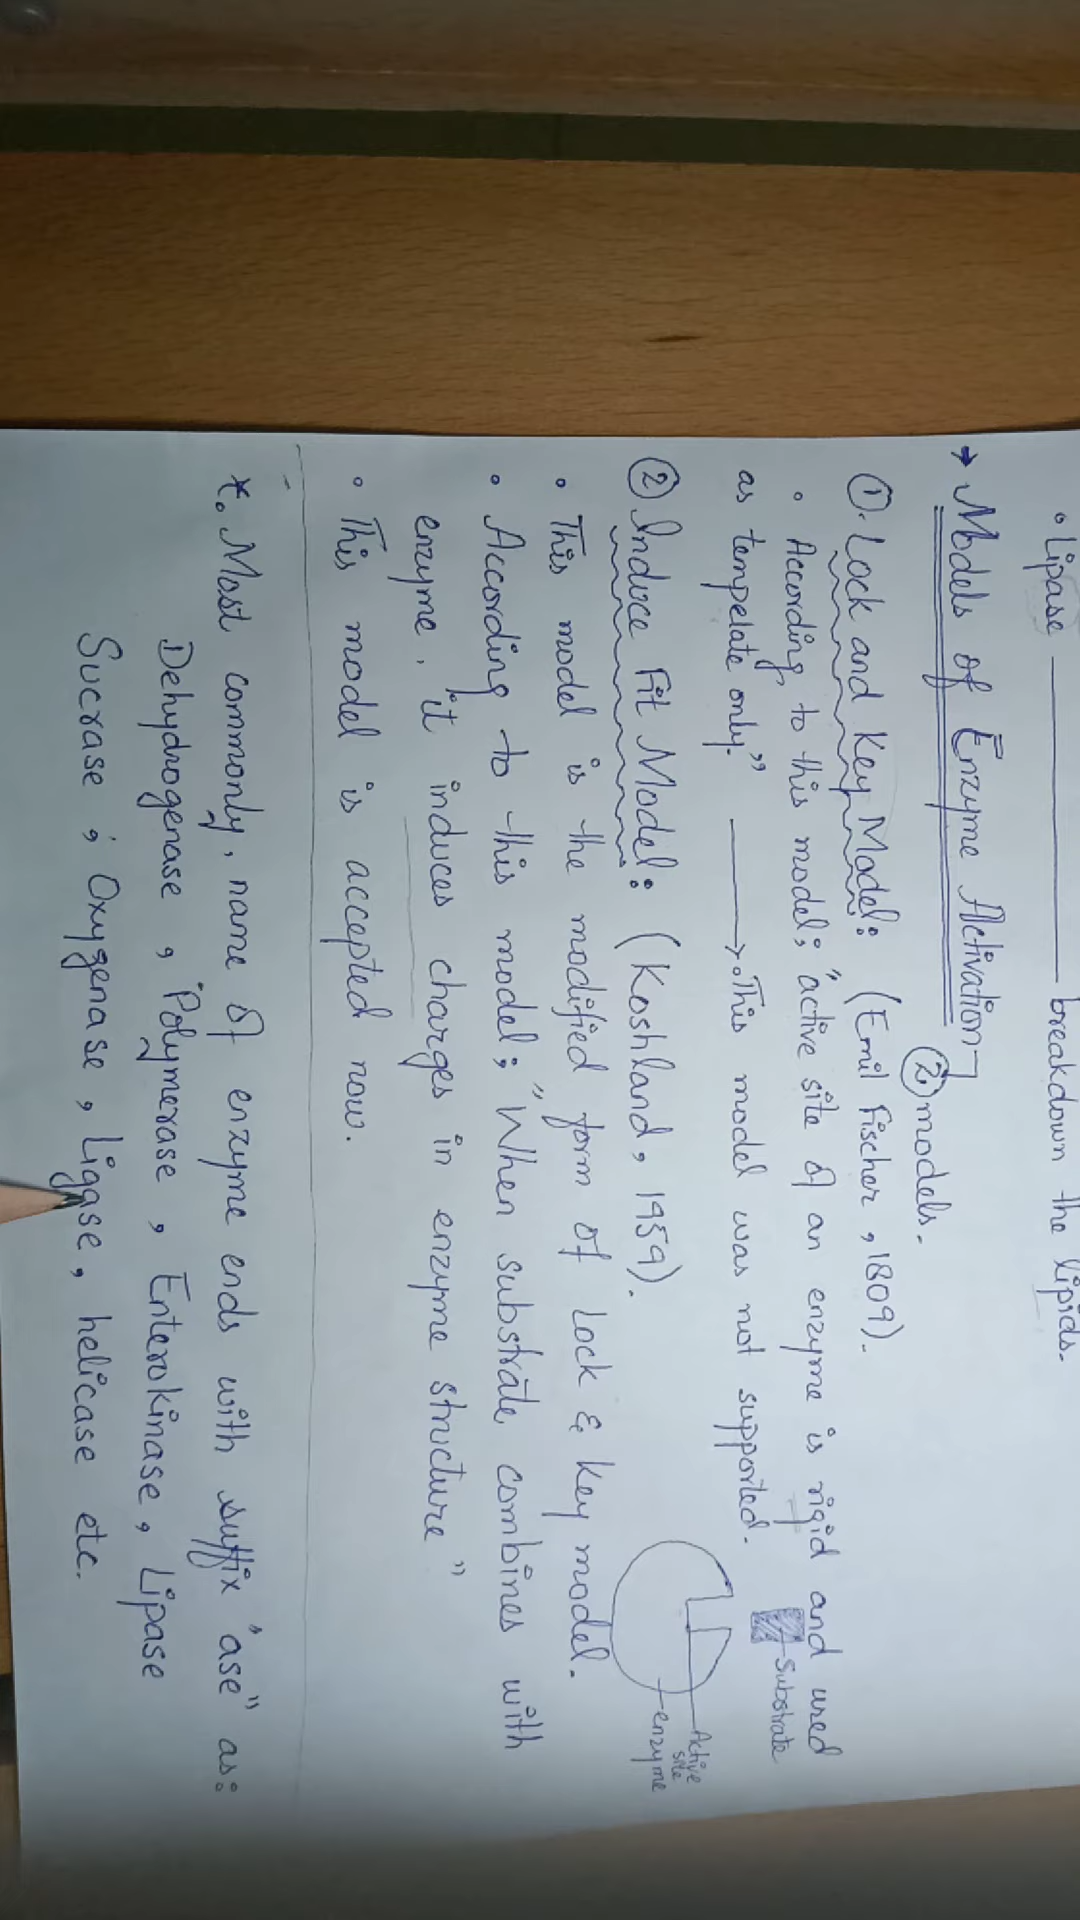 • Lipase ——— breakdown the lipids.
→ Models of Enzyme Activation
② models.
①. Lock and Key Model: (Emil Fischer, 1809).
• According to this model; "active site of an enzyme is rigid and used
as tempelate only." ——→ • This model was not supported.
Substrate
Active site
enzyme
② Induce Fit Model: (Koshland, 1959).
• This model is the modified form of Lock & Key model.
• According to this model; "When substrate combines with
enzyme, it induces charges in enzyme structure"
• This model is accepted now.
*. Most commonly, name of enzyme ends with suffix "ase" as:
Dehydrogenase, Polymerase, Enterokinase, Lipase
Sucrase, Oxygenase, Ligase, helicase etc.